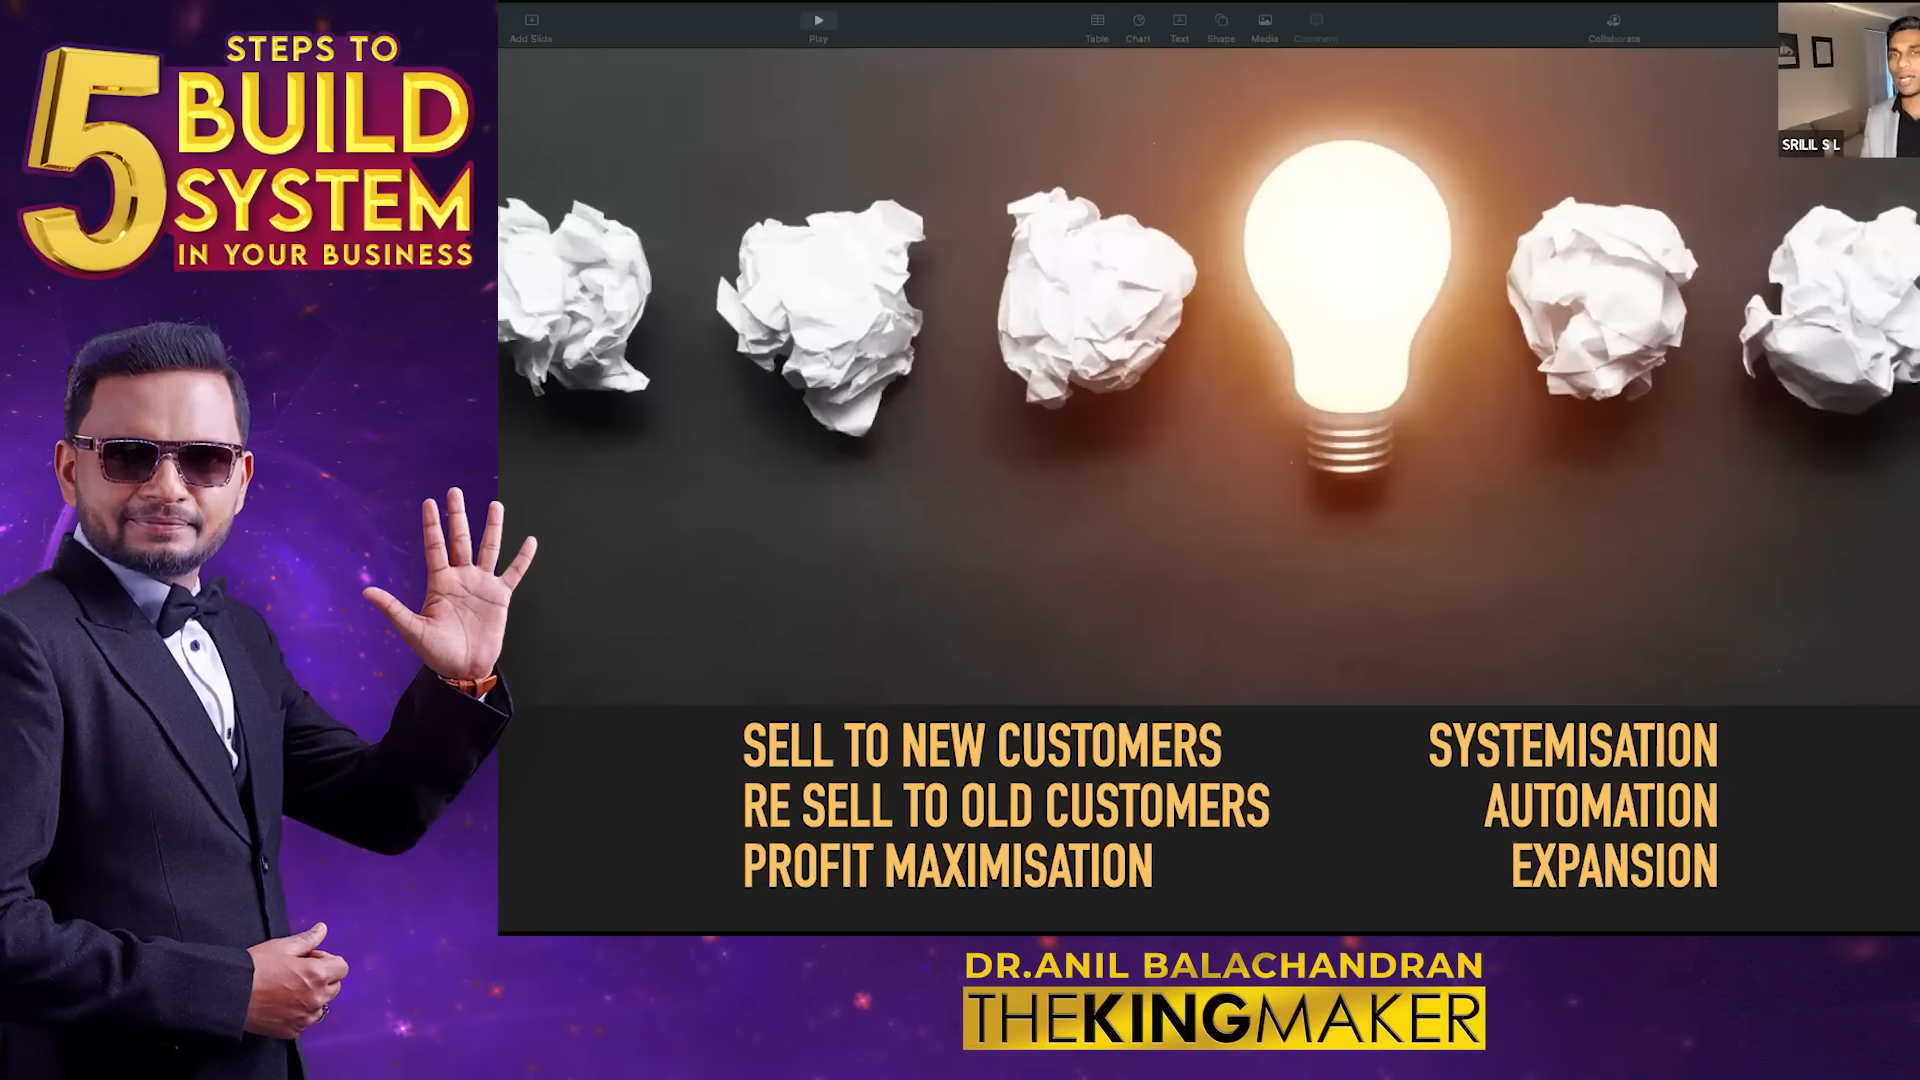 5
STEPS TO
BUILD
SYSTEM
IN YOUR BUSINESS
Add Slide
Play
Table
Chart
Text
Shape
Media
Comment
Collaborate
SRILIL S L
SELL TO NEW CUSTOMERS
RE SELL TO OLD CUSTOMERS
PROFIT MAXIMISATION
SYSTEMISATION
AUTOMATION
EXPANSION
DR.ANIL BALACHANDRAN
THEKINGMAKER